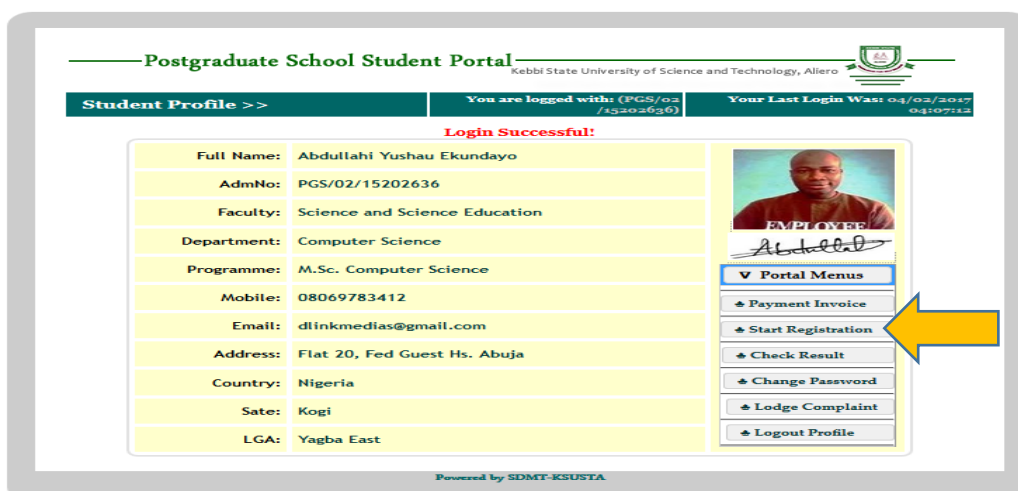 Postgraduate School Student Portal
Kebbi State University of Science and Technology, Aliero
Student Profile >>
You are logged with: (PGS/02
/15202636)
Your Last Login Was: 04/02/2017
04:07:12
Login Successful!
Full Name: Abdullahi Yushau Ekundayo
AdmNo: PGS/02/15202636
Faculty: Science and Science Education
Department: Computer Science
Programme: M.Sc. Computer Science
Mobile: 08069783412
Email: dlinkmedias@gmail.com
Address: Flat 20, Fed Guest Hs. Abuja
Country: Nigeria
Sate: Kogi
LGA: Yagba East
EMPLOYEE
Abdullah
V Portal Menus
♣ Payment Invoice
♣ Start Registration
♣ Check Result
♣ Change Password
♣ Lodge Complaint
♣ Logout Profile
Powered by SDMT-KSUSTA